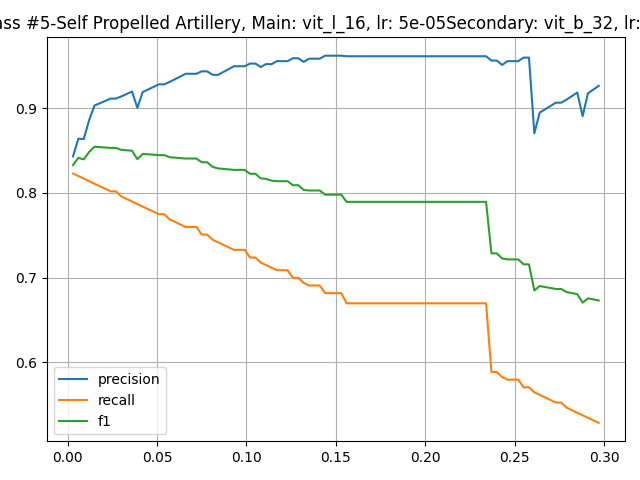 ass #5-Self Propelled Artillery, Main: vit_l_16, lr: 5e-05Secondary: vit_b_32, lr:
0.9
0.8
0.7
0.6
precision
recall
f1
0.00 0.05 0.10 0.15 0.20 0.25 0.30